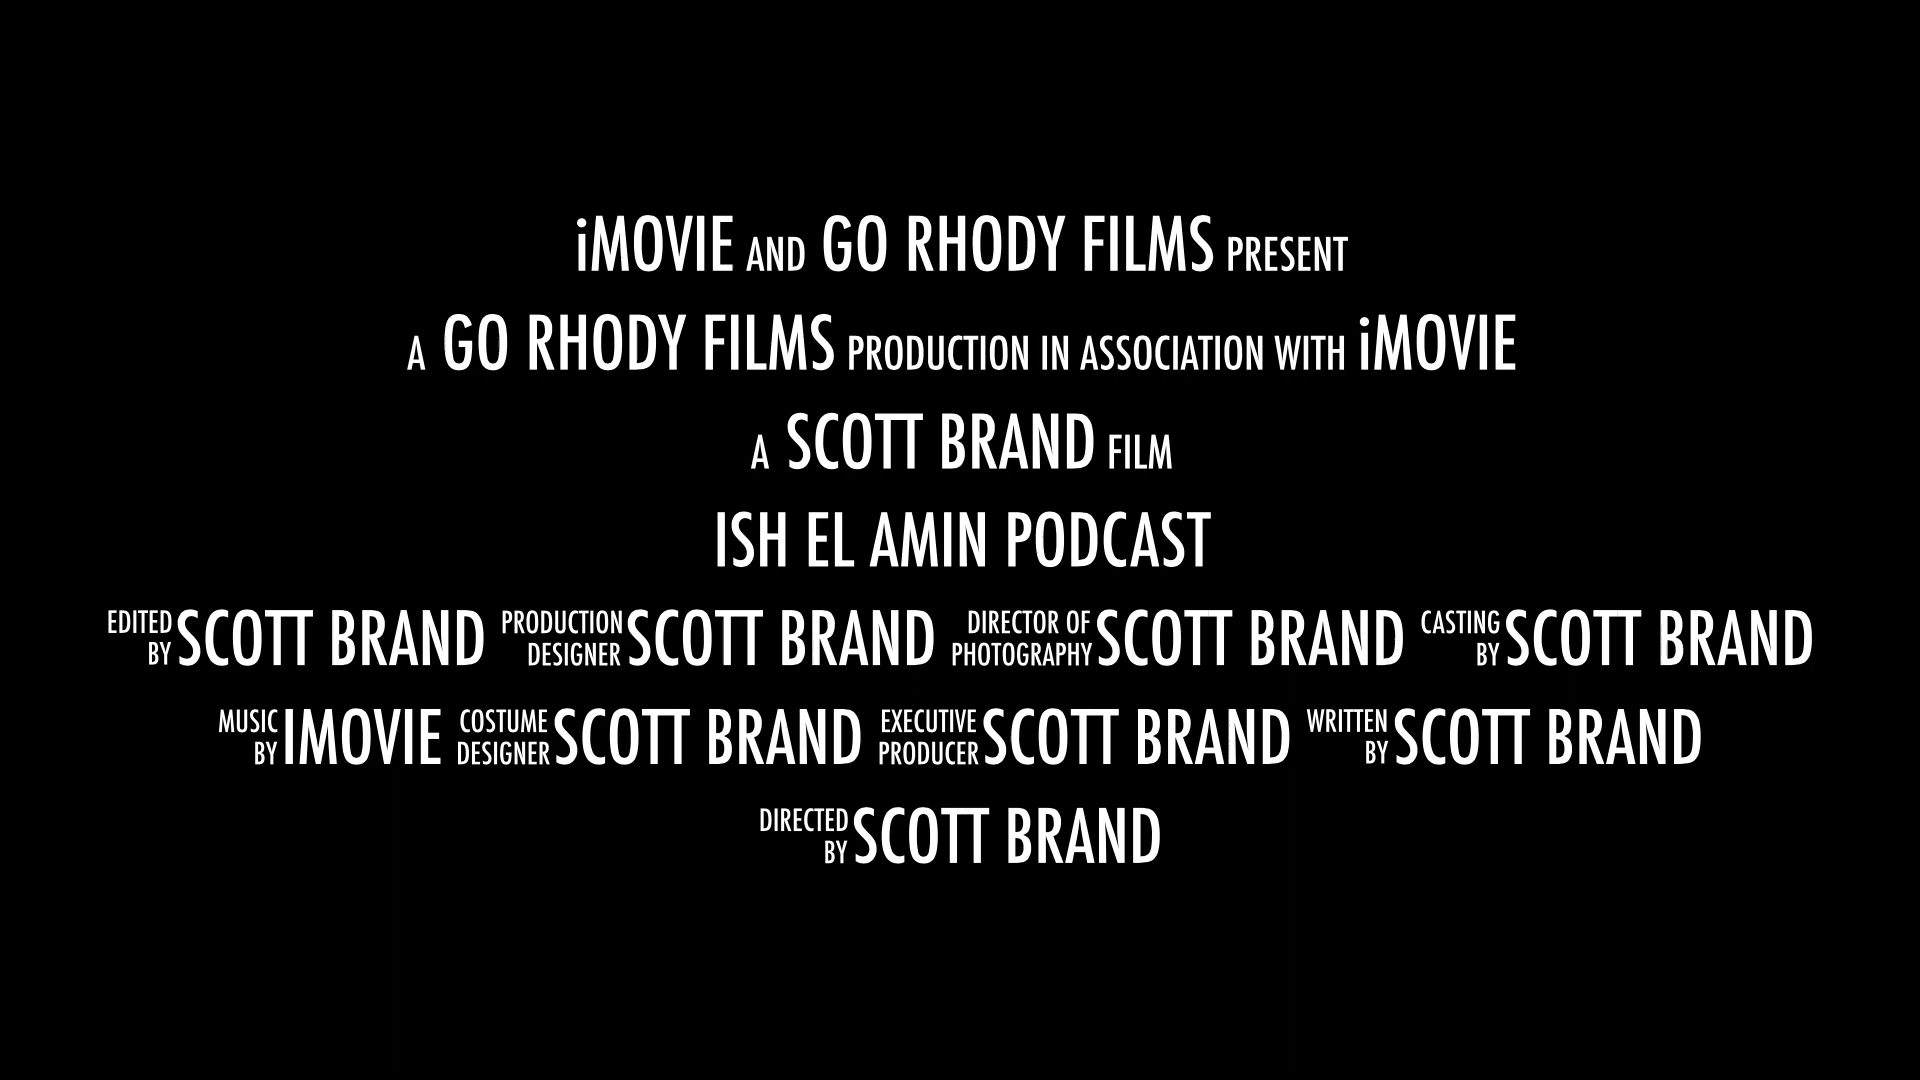 iMOVIE AND GO RHODY FILMS PRESENT
A GO RHODY FILMS PRODUCTION IN ASSOCIATION WITH iMOVIE
A SCOTT BRAND FILM
ISH EL AMIN PODCAST
EDITED BY SCOTT BRAND PRODUCTION DESIGNER SCOTT BRAND DIRECTOR OF PHOTOGRAPHY SCOTT BRAND CASTING BY SCOTT BRAND
MUSIC BY IMOVIE COSTUME DESIGNER SCOTT BRAND EXECUTIVE PRODUCER SCOTT BRAND WRITTEN BY SCOTT BRAND
DIRECTED BY SCOTT BRAND